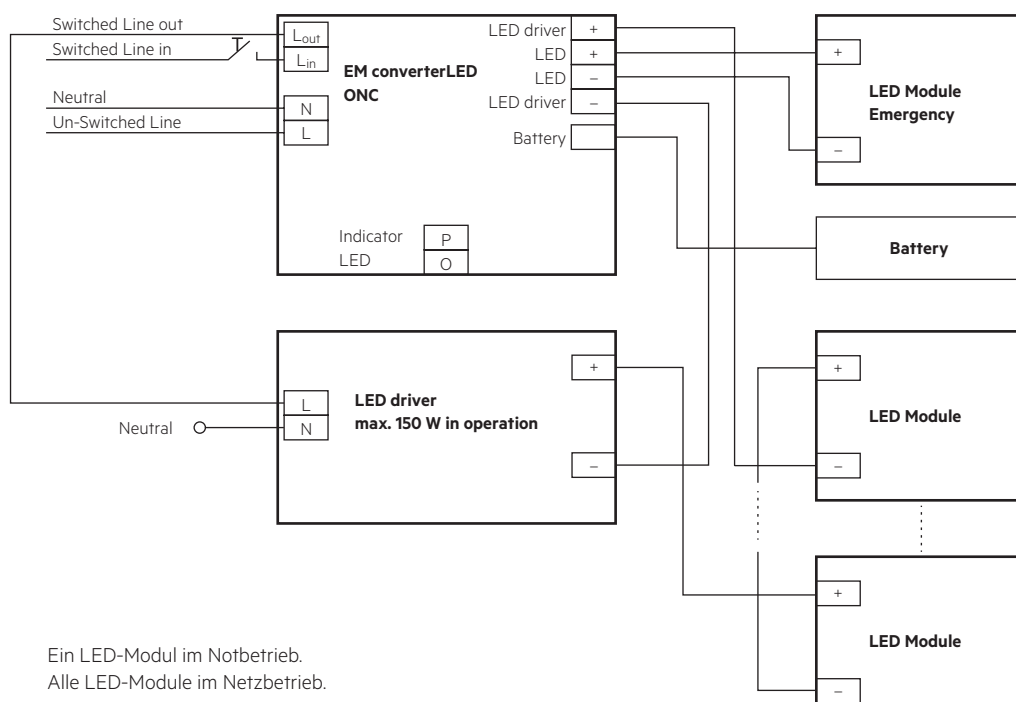 Switched Line out
Switched Line in
Neutral
Un-Switched Line
Lout
Lin
N
L
EM converterLED
ONC
LED driver +
LED +
LED –
LED driver –
Battery
Indicator P
LED O
+
–
LED Module
Emergency
Battery
L
N
Neutral
LED driver
max. 150 W in operation
+
–
+
–
LED Module
+
–
LED Module
Ein LED-Modul im Notbetrieb.
Alle LED-Module im Netzbetrieb.